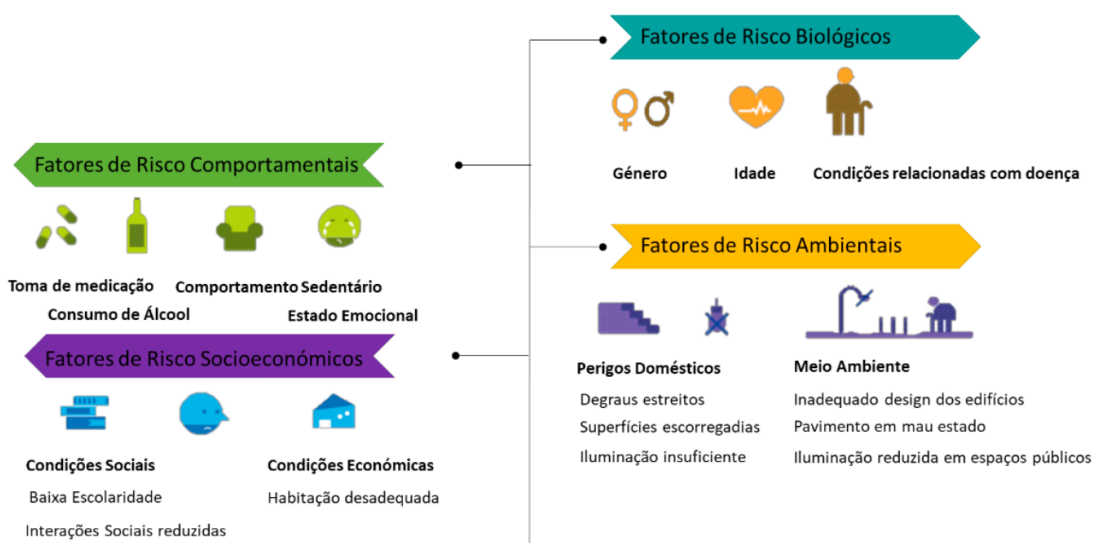 Fatores de Risco Biológicos
Género
Idade
Condições relacionadas com doença
Fatores de Risco Comportamentais
Toma de medicação
Comportamento Sedentário
Consumo de Álcool
Estado Emocional
Fatores de Risco Ambientais
Perigos Domésticos
Degraus estreitos
Superfícies escorregadias
Iluminação insuficiente
Meio Ambiente
Inadequado design dos edifícios
Pavimento em mau estado
Iluminação reduzida em espaços públicos
Fatores de Risco Socioeconómicos
Condições Sociais
Baixa Escolaridade
Interações Sociais reduzidas
Condições Económicas
Habitação desadequada